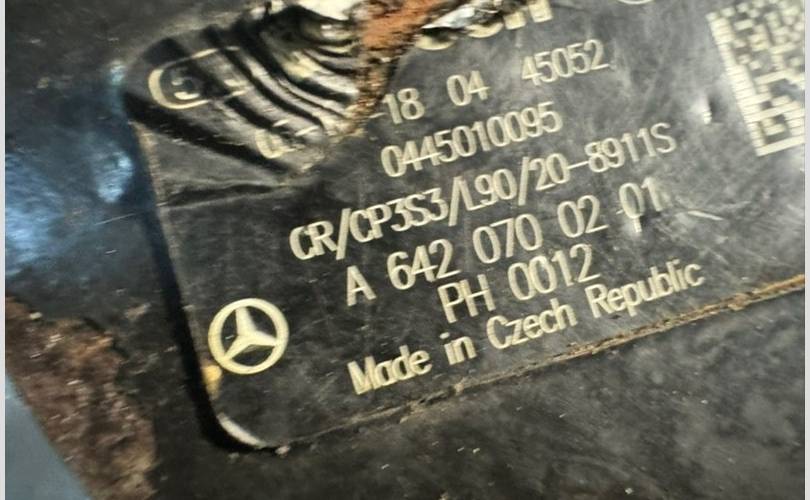 -18 04 45052
0445010095
CR/CP3S3/L90/20-8911S
A 642 070 02 01
PH 0012
Made in Czech Republic